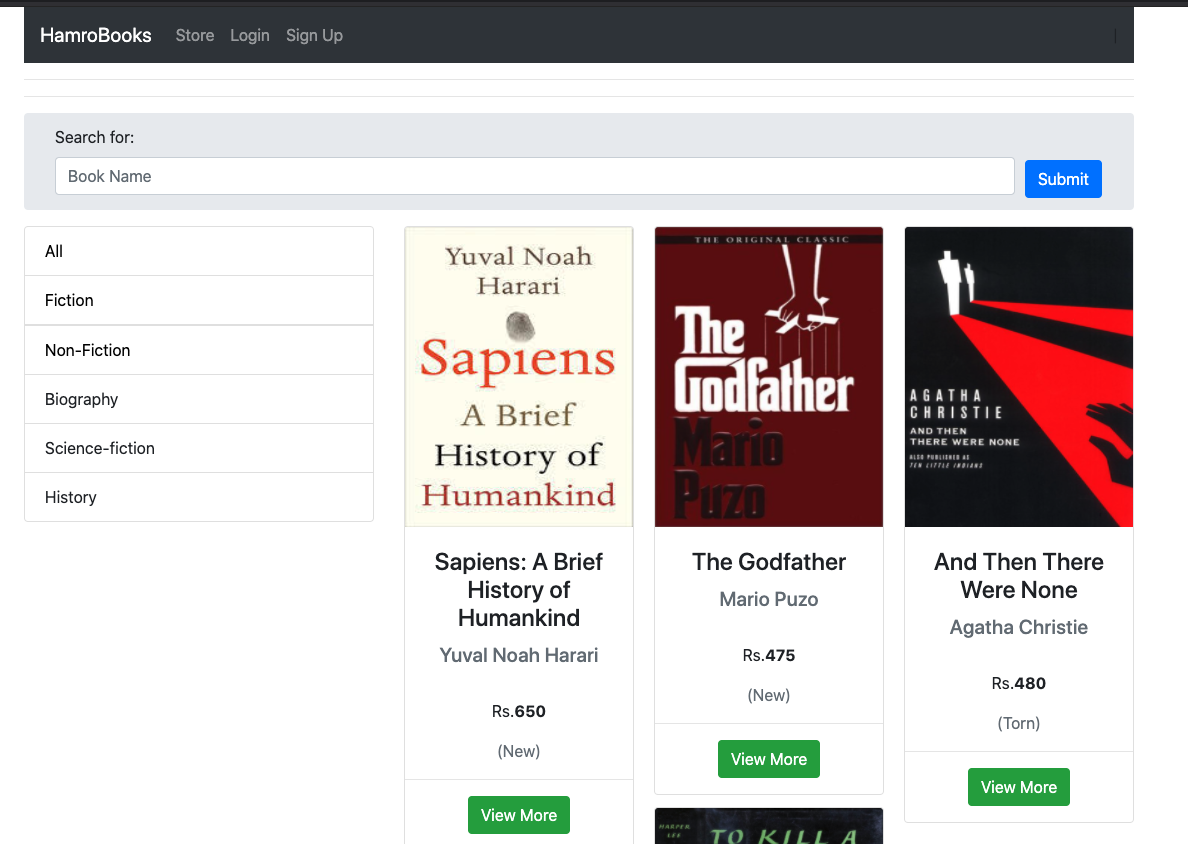 HamroBooks Store Login Sign Up
Search for:
Book Name
Submit
All
Fiction
Non-Fiction
Biography
Science-fiction
History
Yuval Noah
Harari
Sapiens
A Brief
History of
Humankind
Sapiens: A Brief
History of
Humankind
Yuval Noah Harari
Rs.650
(New)
View More
THE ORIGINAL CLASSIC
The
Godfather
Mario
Puzo
The Godfather
Mario Puzo
Rs.475
(New)
View More
AGATHA
CHRISTIE
AND THEN
THERE WERE NONE
ALSO PUBLISHED AS
TEN LITTLE INDIANS
And Then There
Were None
Agatha Christie
Rs.480
(Torn)
View More
HARPER
LEE
TO KILL A